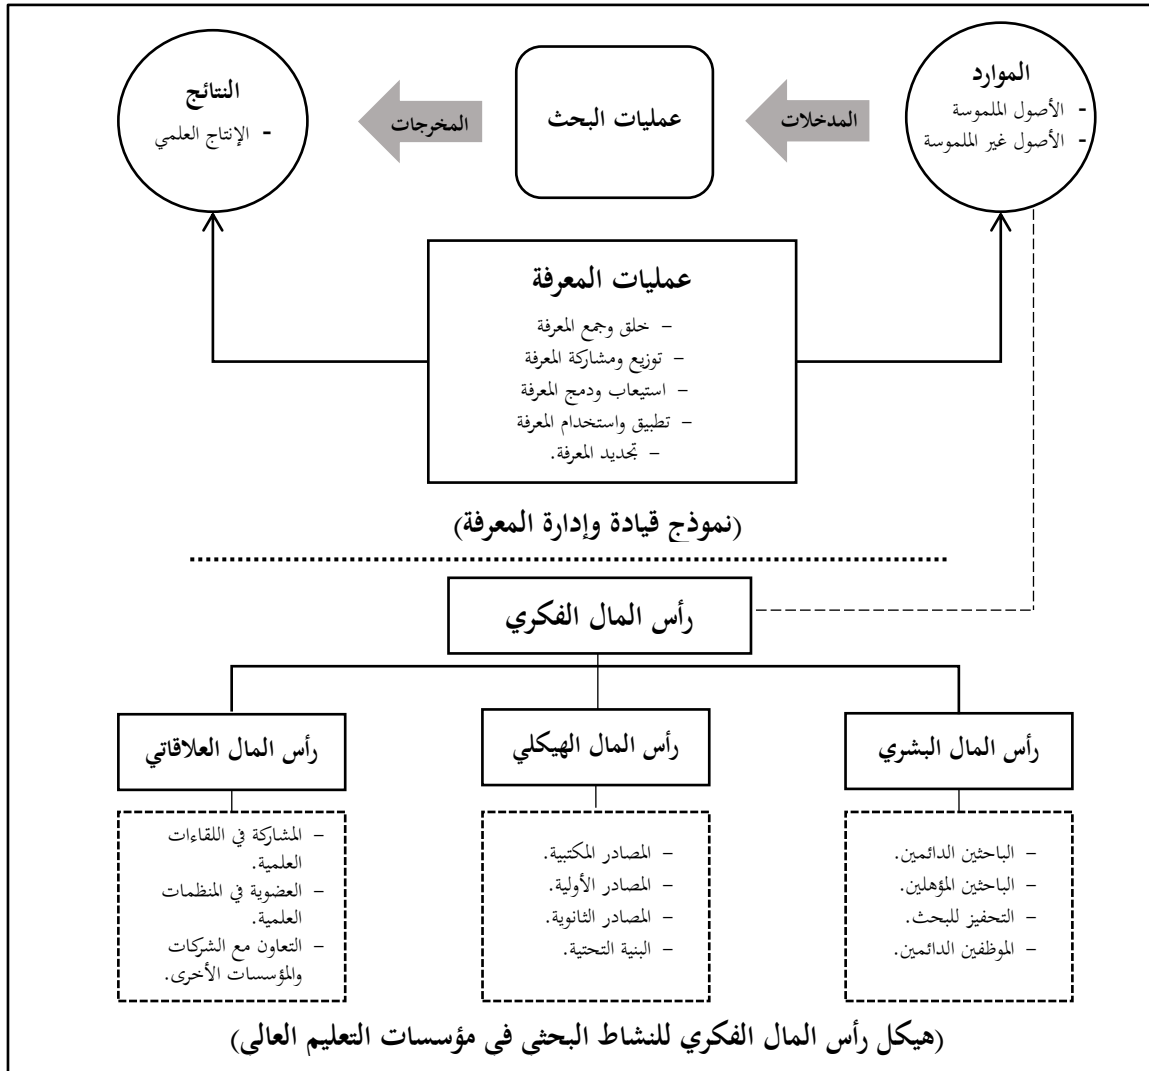 الموارد
- الأصول الملموسة
- الأصول غير الملموسة
المدخلات
عمليات البحث
المخرجات
النتائج
- الإنتاج العلمي
عمليات المعرفة
– خلق وجمع المعرفة
– توزيع ومشاركة المعرفة
– استيعاب ودمج المعرفة
– تطبيق واستخدام المعرفة
– تجديد المعرفة.
(نموذج قيادة وإدارة المعرفة)
رأس المال الفكري
رأس المال البشري
– الباحثين الدائمين.
– الباحثين المؤهلين.
– التحفيز للبحث.
– الموظفين الدائمين.
رأس المال الهيكلي
– المصادر المكتبية.
– المصادر الأولية.
– المصادر الثانوية.
– البنية التحتية.
رأس المال العلاقاتي
– المشاركة في اللقاءات
العلمية.
– العضوية في المنظمات
العلمية.
– التعاون مع الشركات
والمؤسسات الأخرى.
(هيكل رأس المال الفكري للنشاط البحثى فى مؤسسات التعليم العالى)